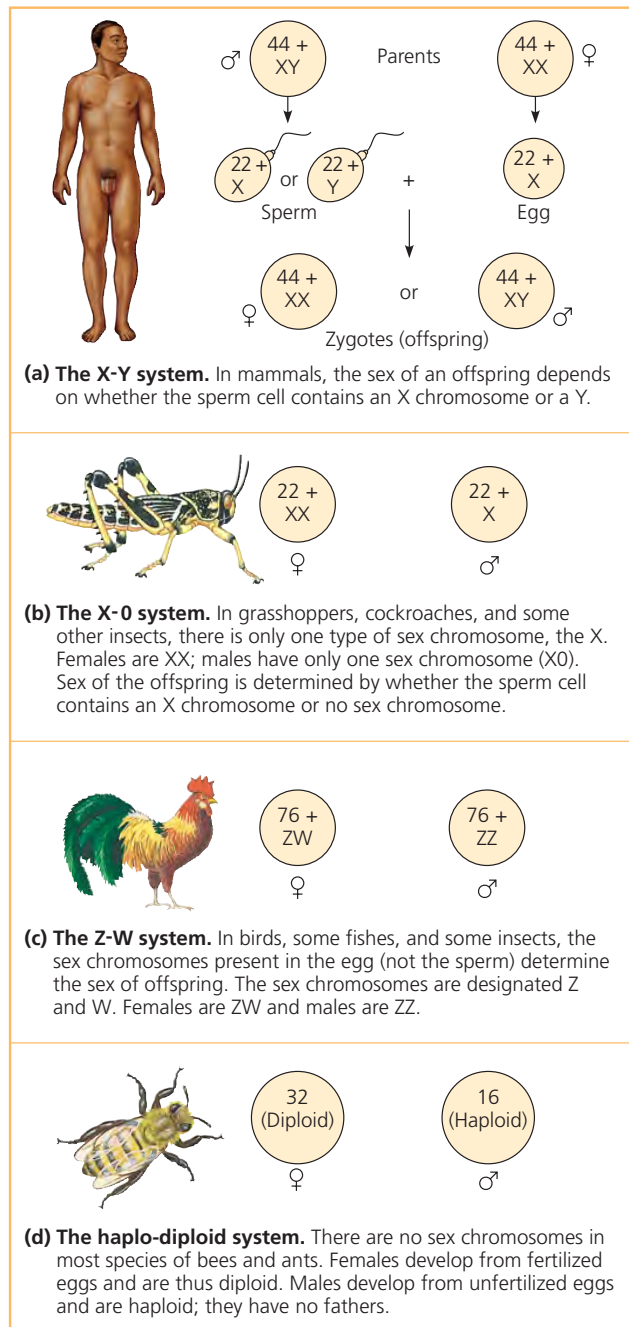 ♂ 44 + XY Parents 44 + XX ♀
22 + X or 22 + Y + 22 + X
Sperm Egg
♀ 44 + XX or 44 + XY ♂
Zygotes (offspring)
(a) The X-Y system. In mammals, the sex of an offspring depends
on whether the sperm cell contains an X chromosome or a Y.
22 + XX 22 + X
♀ ♂
(b) The X-0 system. In grasshoppers, cockroaches, and some
other insects, there is only one type of sex chromosome, the X.
Females are XX; males have only one sex chromosome (X0).
Sex of the offspring is determined by whether the sperm cell
contains an X chromosome or no sex chromosome.
76 + ZW 76 + ZZ
♀ ♂
(c) The Z-W system. In birds, some fishes, and some insects, the
sex chromosomes present in the egg (not the sperm) determine
the sex of offspring. The sex chromosomes are designated Z
and W. Females are ZW and males are ZZ.
32 (Diploid) 16 (Haploid)
♀ ♂
(d) The haplo-diploid system. There are no sex chromosomes in
most species of bees and ants. Females develop from fertilized
eggs and are thus diploid. Males develop from unfertilized eggs
and are haploid; they have no fathers.